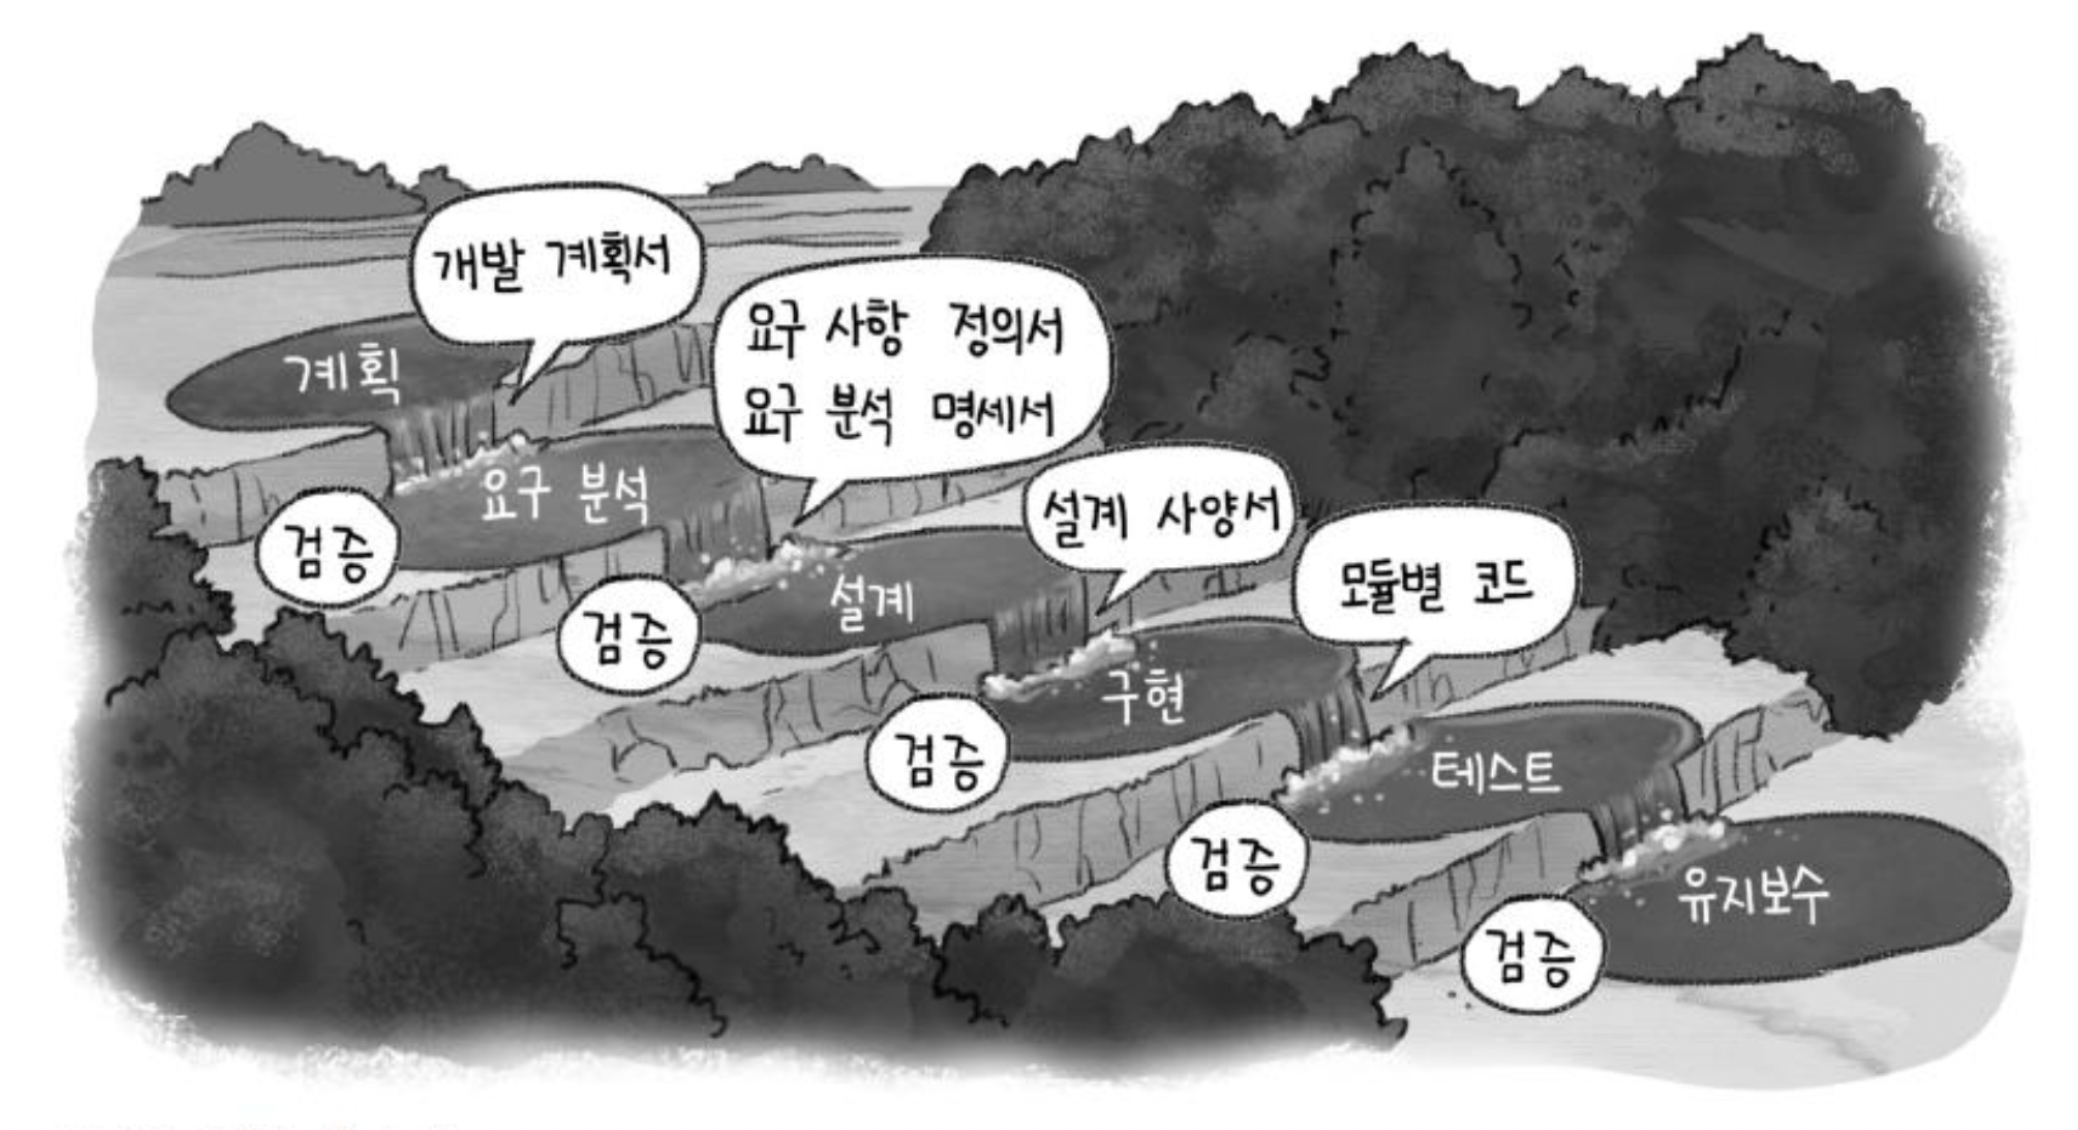 개발 계획서
계획
요구 사항 정의서
요구 분석 명세서
요구 분석
검증
설계 사양서
설계
검증
모듈별 코드
구현
검증
테스트
검증
유지보수
검증